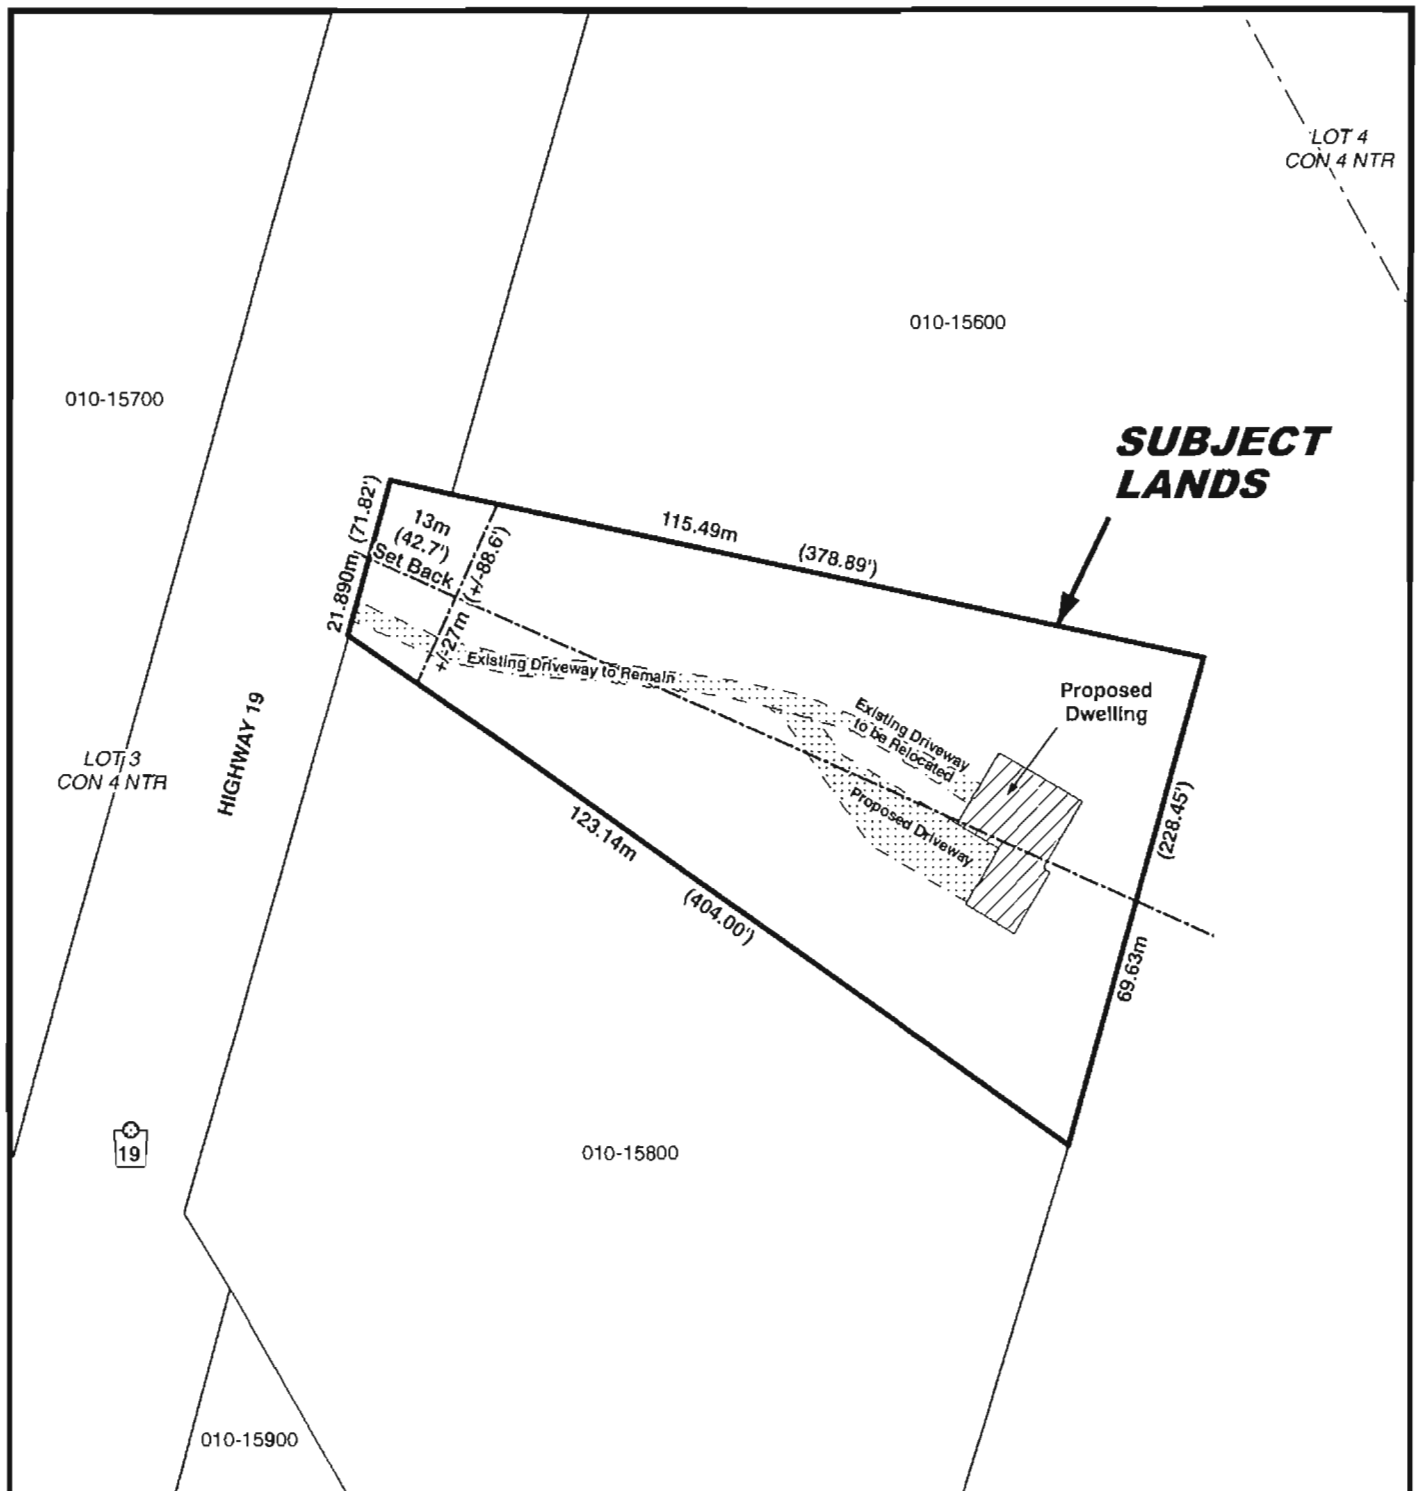 LOT 4
CON 4 NTR
010-15600
010-15700
SUBJECT
LANDS
21.890m (71.82')
13m
(42.7')
Set Back
+/-27m (+/-88.6')
115.49m (378.89')
Existing Driveway to Remain
Existing Driveway
to be Relocated
Proposed
Dwelling
Proposed Driveway
HIGHWAY 19
LOT 3
CON 4 NTR
123.14m (404.00')
69.63m (228.45')
19
010-15800
010-15900